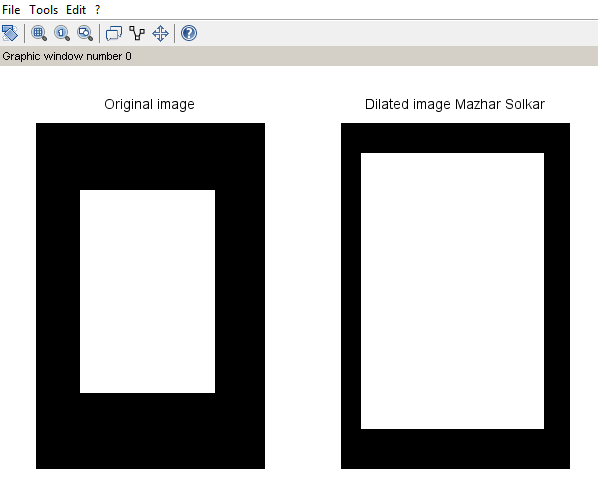 File Tools Edit ?
Graphic window number 0
Original image
Dilated image Mazhar Solkar